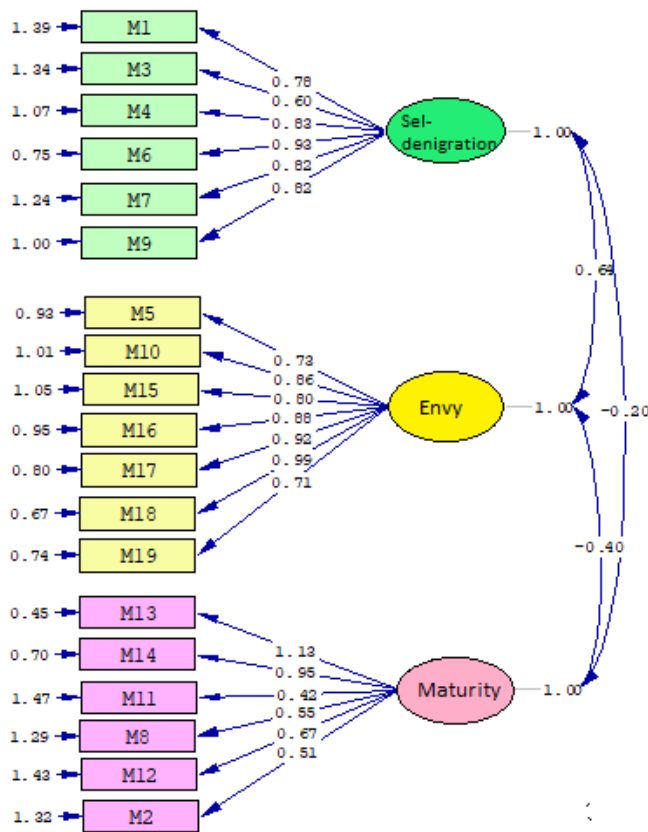 1.39 M1
1.34 M3
1.07 M4
0.75 M6
1.24 M7
1.00 M9
0.78
0.60
0.83
0.93
0.82
0.82
Sel-
denigration
1.00
0.64
0.93 M5
1.01 M10
1.05 M15
0.95 M16
0.80 M17
0.67 M18
0.74 M19
0.73
0.86
0.80
0.88
0.92
0.99
0.71
Envy
1.00
-0.20
-0.40
0.45 M13
0.70 M14
1.47 M11
1.29 M8
1.43 M12
1.32 M2
1.13
0.95
0.42
0.55
0.67
0.51
Maturity
1.00